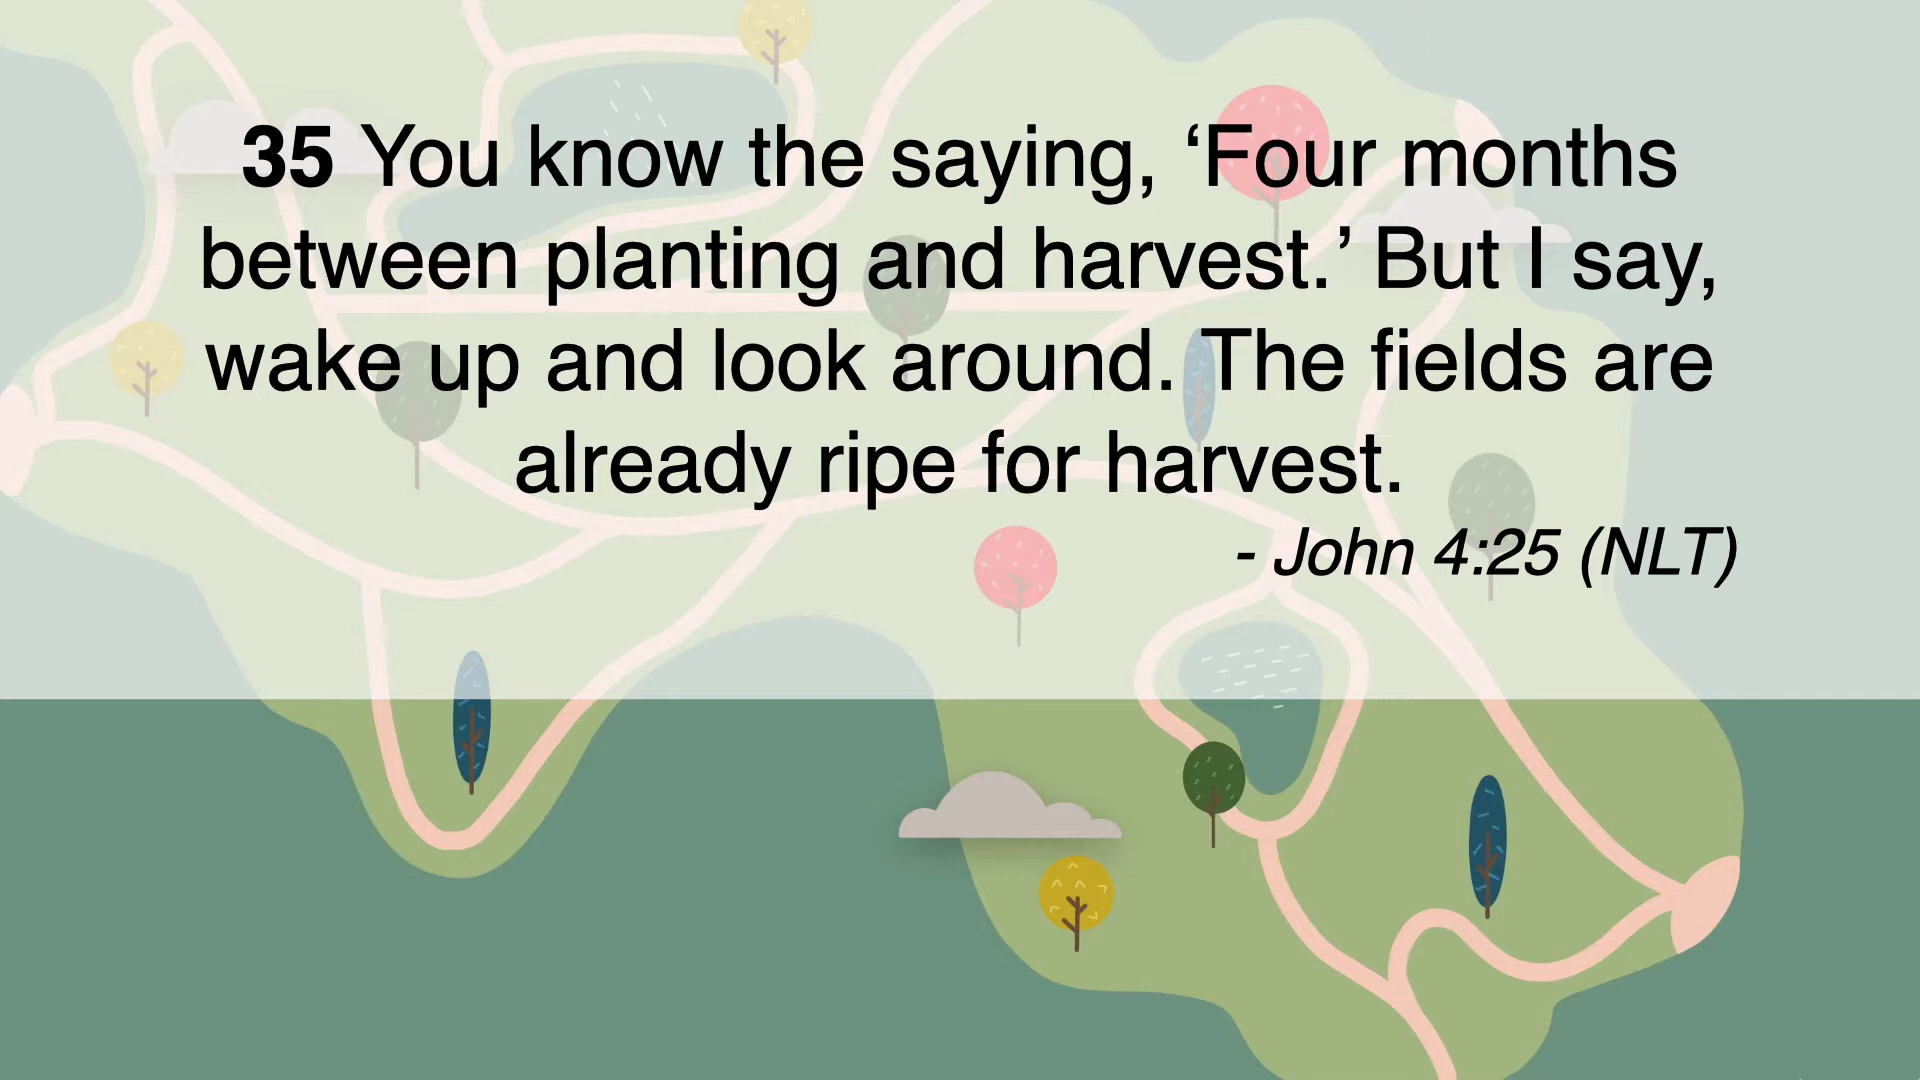 35 You know the saying, ‘Four months
between planting and harvest.’ But I say,
wake up and look around. The fields are
already ripe for harvest.
- John 4:25 (NLT)